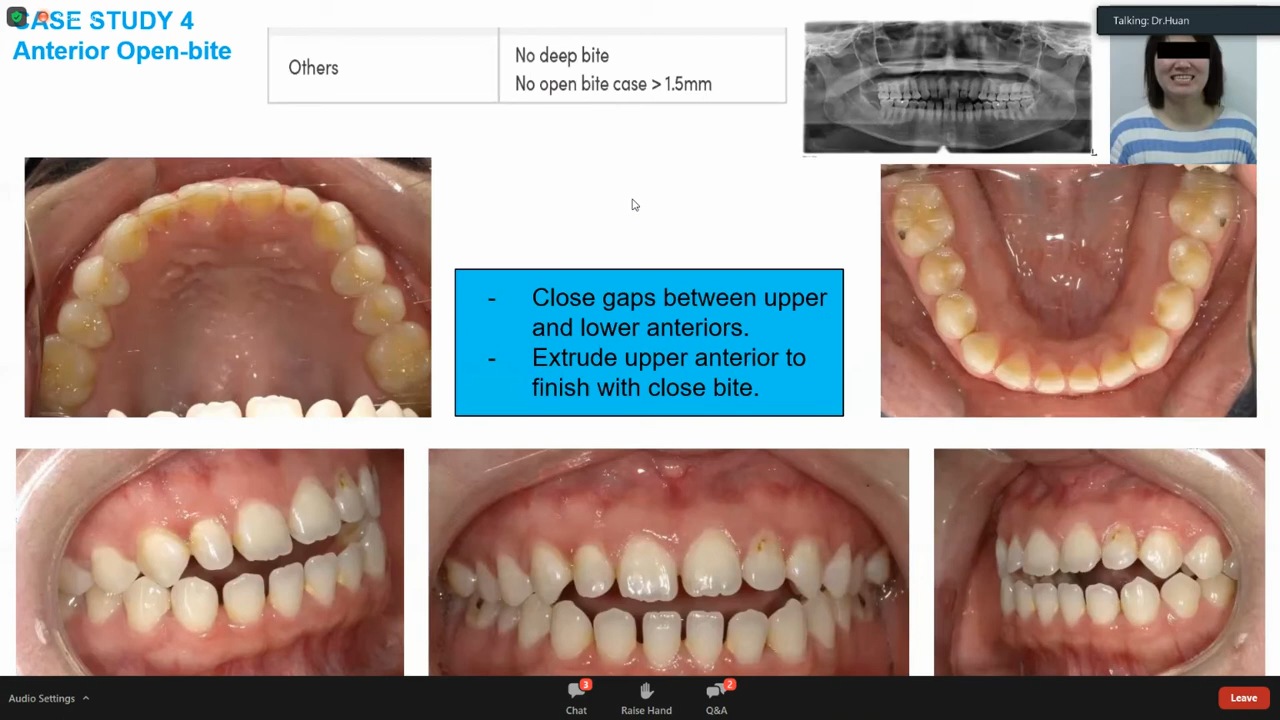 CASE STUDY 4
Anterior Open-bite
Others
No deep bite
No open bite case > 1.5mm
Talking: Dr.Huan
- Close gaps between upper
and lower anteriors.
- Extrude upper anterior to
finish with close bite.
Audio Settings
3
Chat
Raise Hand
2
Q&A
Leave